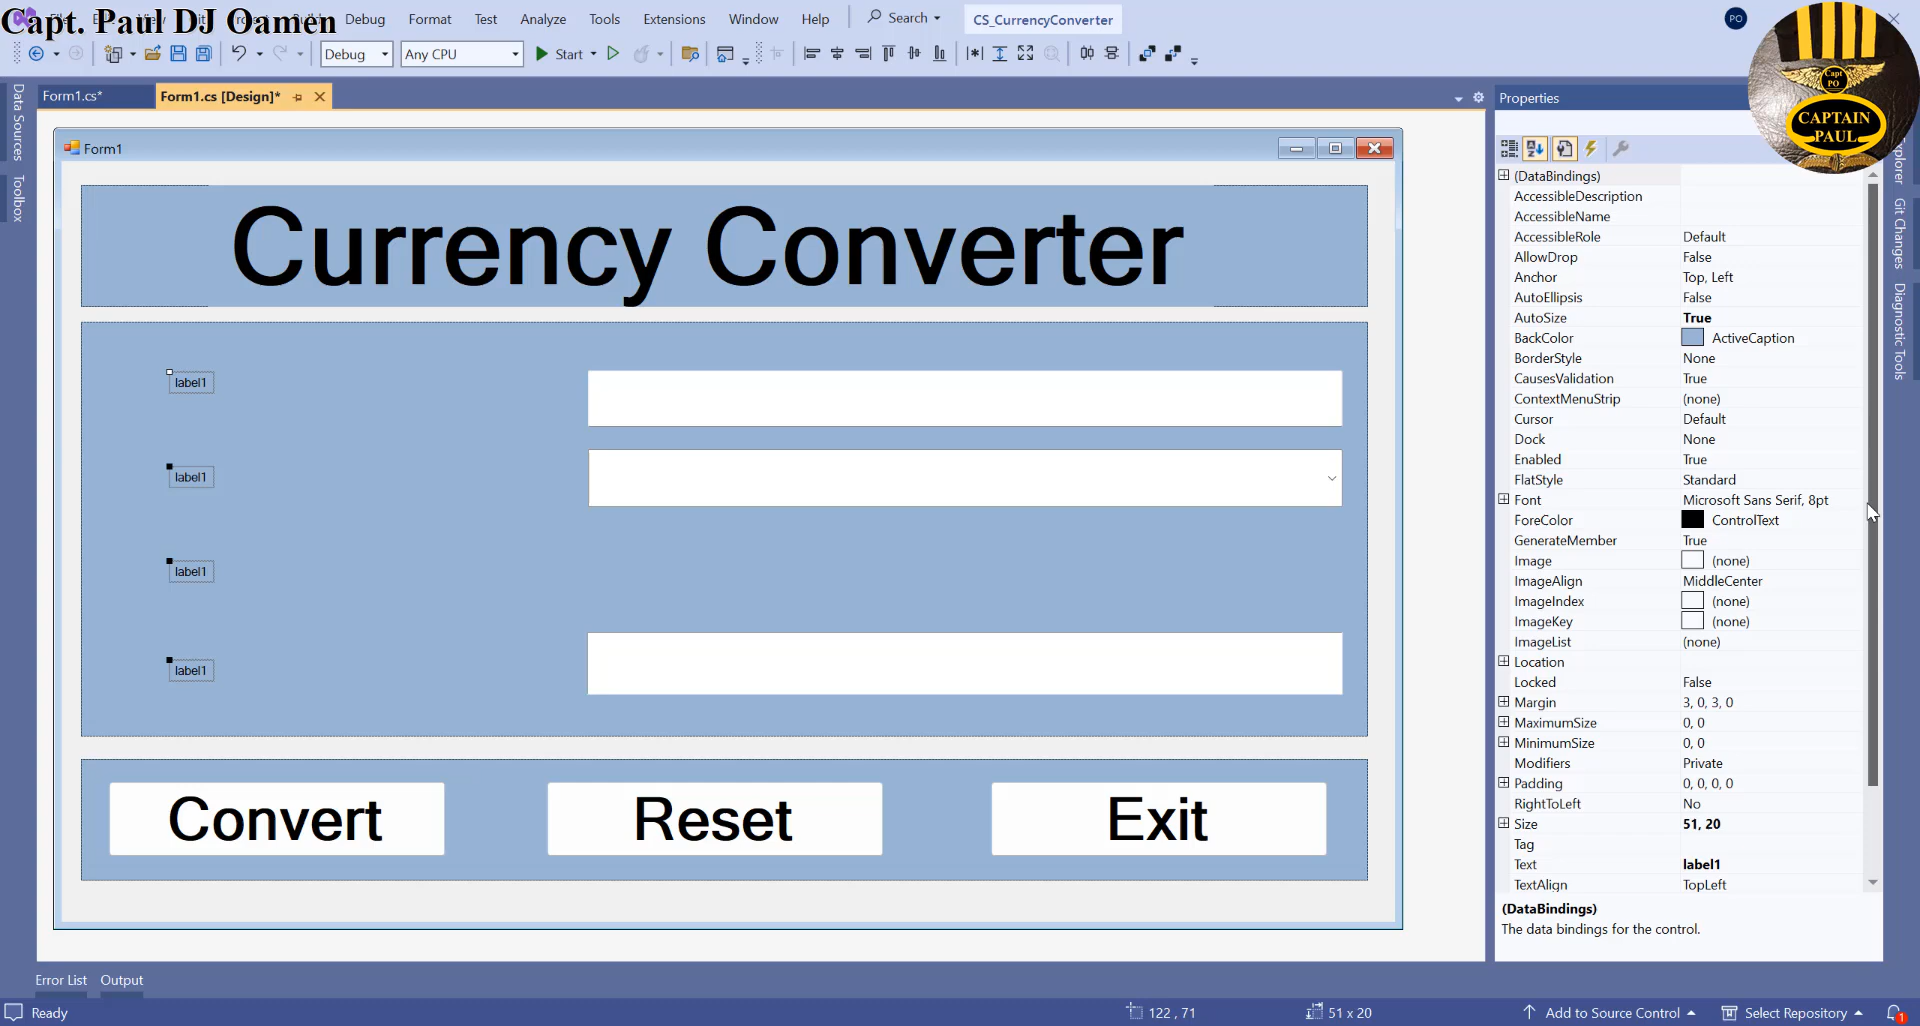 Capt. Paul DJ Oamen
Debug Format Test Analyze Tools Extensions Window Help Search CS_CurrencyConverter PO
Debug Any CPU Start
Form1.cs* Form1.cs [Design]*
Data Sources
Toolbox
Form1
Currency Converter
label1
label1
label1
label1
Convert Reset Exit
Properties
(DataBindings)
AccessibleDescription
AccessibleName
AccessibleRole Default
AllowDrop False
Anchor Top, Left
AutoEllipsis False
AutoSize True
BackColor ActiveCaption
BorderStyle None
CausesValidation True
ContextMenuStrip (none)
Cursor Default
Dock None
Enabled True
FlatStyle Standard
Font Microsoft Sans Serif, 8pt
ForeColor ControlText
GenerateMember True
Image (none)
ImageAlign MiddleCenter
ImageIndex (none)
ImageKey (none)
ImageList (none)
Location
Locked False
Margin 3, 0, 3, 0
MaximumSize 0, 0
MinimumSize 0, 0
Modifiers Private
Padding 0, 0, 0, 0
RightToLeft No
Size 51, 20
Tag
Text label1
TextAlign TopLeft
(DataBindings)
The data bindings for the control.
Capt
PO
CAPTAIN
PAUL
Git Changes
Diagnostic Tools
Error List Output
Ready 122 , 71 51 x 20 Add to Source Control Select Repository 1